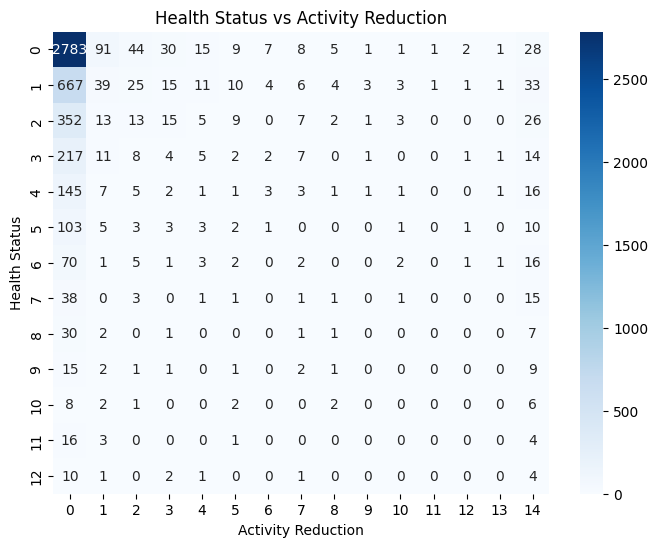 Health Status vs Activity Reduction
0 2783 91 44 30 15 9 7 8 5 1 1 1 2 1 28
1 667 39 25 15 11 10 4 6 4 3 3 1 1 1 33
2 352 13 13 15 5 9 0 7 2 1 3 0 0 0 26
3 217 11 8 4 5 2 2 7 0 1 0 0 1 1 14
4 145 7 5 2 1 1 3 3 1 1 1 0 0 1 16
5 103 5 3 3 3 2 1 0 0 0 1 0 1 0 10
6 70 1 5 1 3 2 0 2 0 0 2 0 1 1 16
7 38 0 3 0 1 1 0 1 1 0 1 0 0 0 15
8 30 2 0 1 0 0 0 1 1 0 0 0 0 0 7
9 15 2 1 1 0 1 0 2 1 0 0 0 0 0 9
10 8 2 1 0 0 2 0 0 2 0 0 0 0 0 6
11 16 3 0 0 0 1 0 0 0 0 0 0 0 0 4
12 10 1 0 2 1 0 0 1 0 0 0 0 0 0 4
0 1 2 3 4 5 6 7 8 9 10 11 12 13 14
Activity Reduction
Health Status
2500
2000
1500
1000
500
0